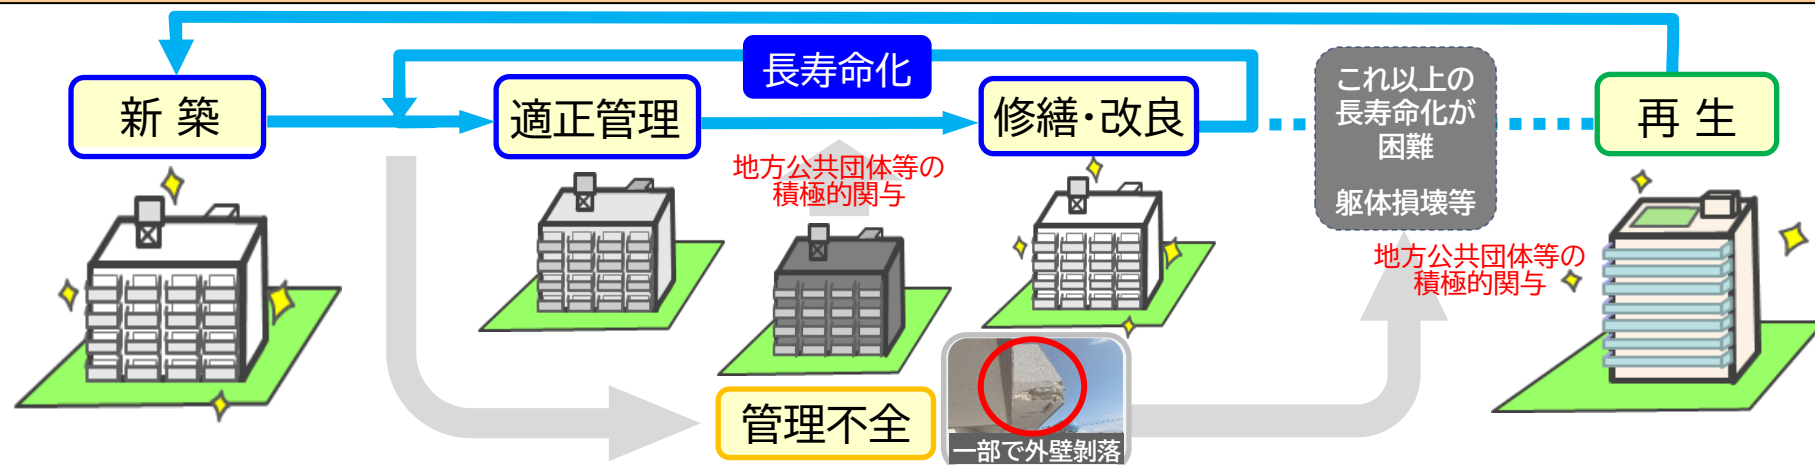 長寿命化
新 築
適正管理
修繕・改良
これ以上の
長寿命化が
困難
躯体損壊等
再 生
地方公共団体等の
積極的関与
地方公共団体等の
積極的関与
管理不全
一部で外壁剝落